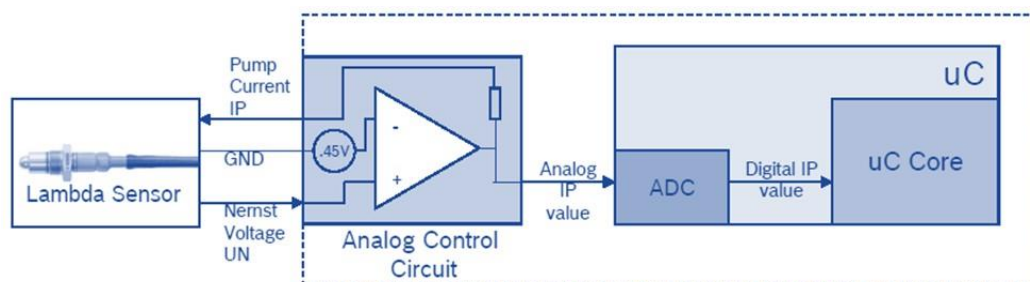 Pump
Current
IP
GND
Nernst
Voltage
UN
Lambda Sensor
.45V
-
+
Analog Control
Circuit
Analog
IP
value
ADC
Digital IP
value
uC
uC Core